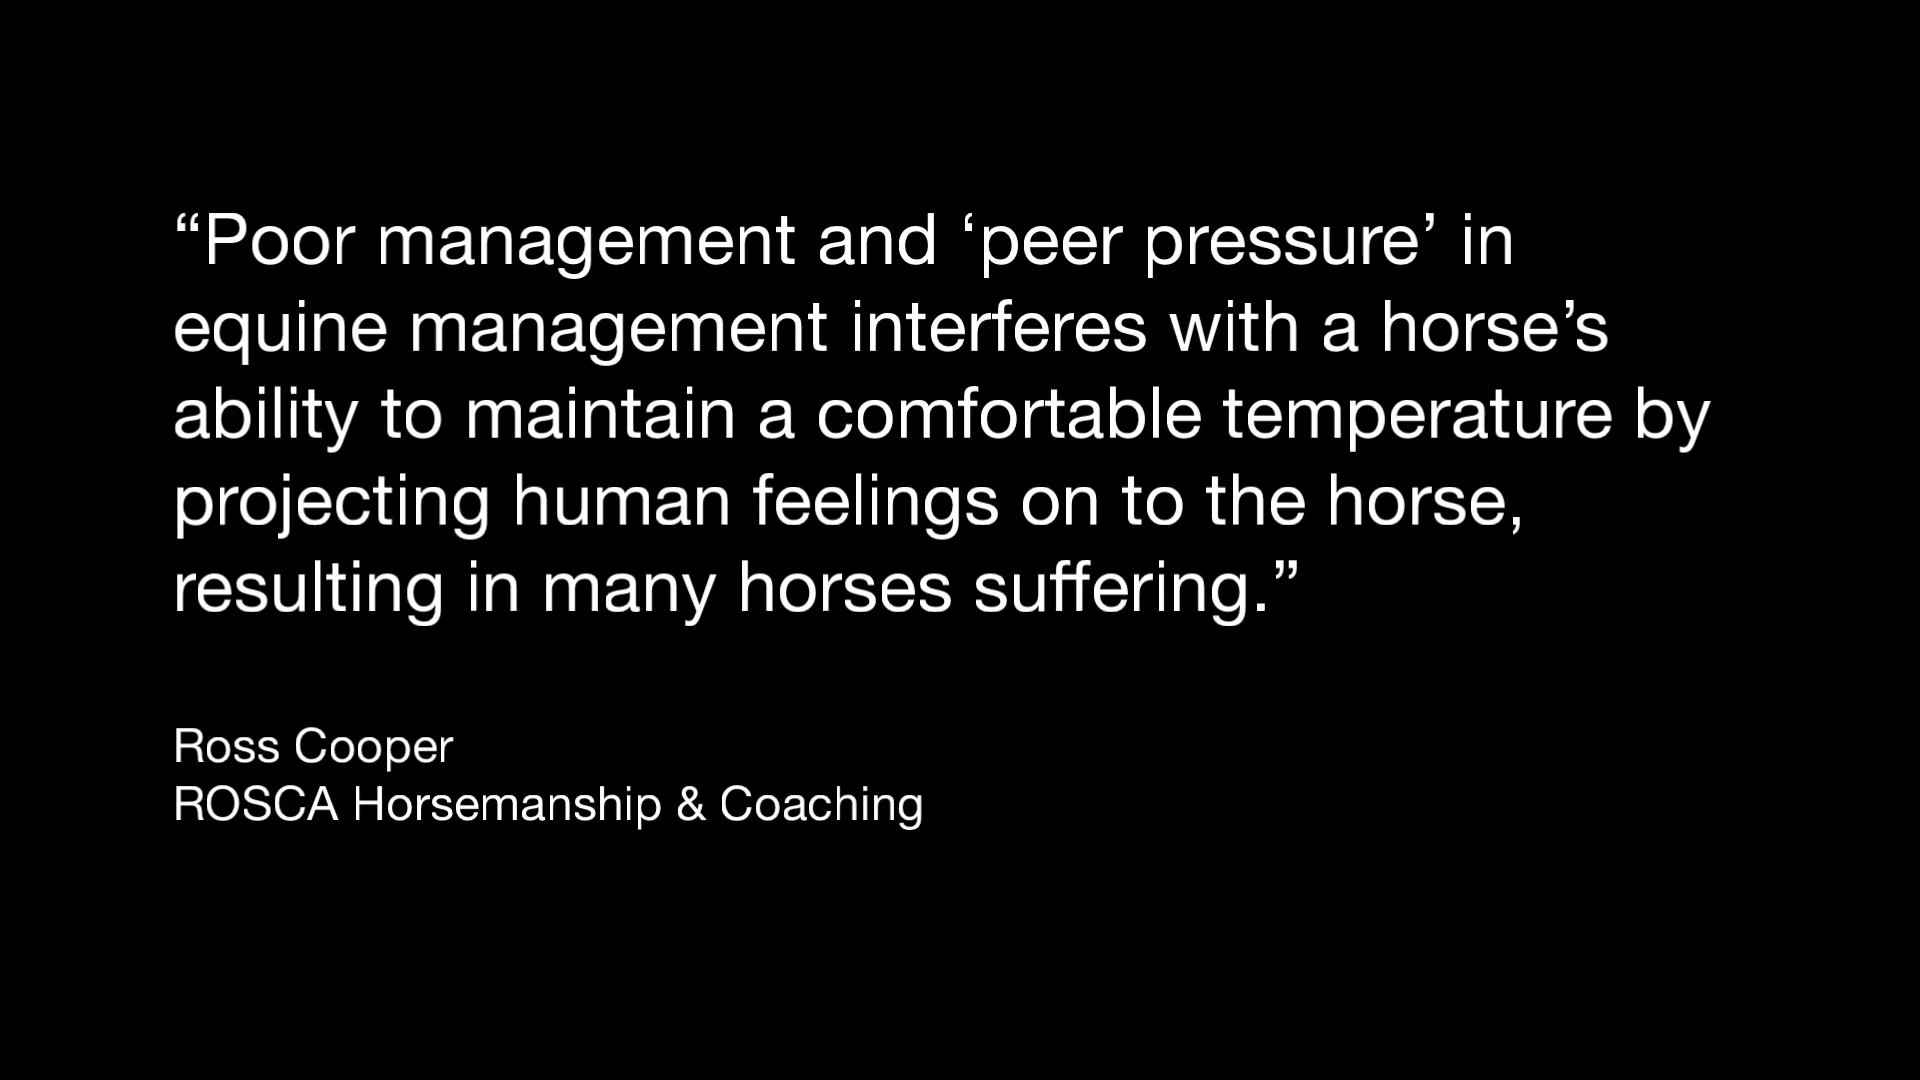 “Poor management and ‘peer pressure’ in
equine management interferes with a horse’s
ability to maintain a comfortable temperature by
projecting human feelings on to the horse,
resulting in many horses suffering.”
Ross Cooper
ROSCA Horsemanship & Coaching